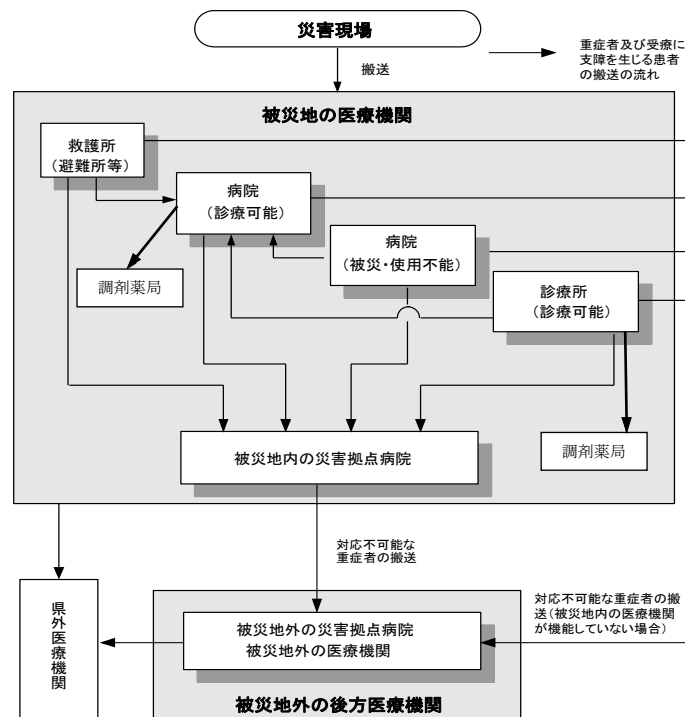 災害現場
搬送
重症者及び受療に
支障を生じる患者
の搬送の流れ
被災地の医療機関
救護所
(避難所等)
病院
(診療可能)
病院
(被災・使用不能)
調剤薬局
診療所
(診療可能)
被災地内の災害拠点病院
調剤薬局
対応不可能な
重症者の搬送
県外医療機関
対応不可能な重症者の搬
送(被災地内の医療機関
が機能していない場合)
被災地外の災害拠点病院
被災地外の医療機関
被災地外の後方医療機関